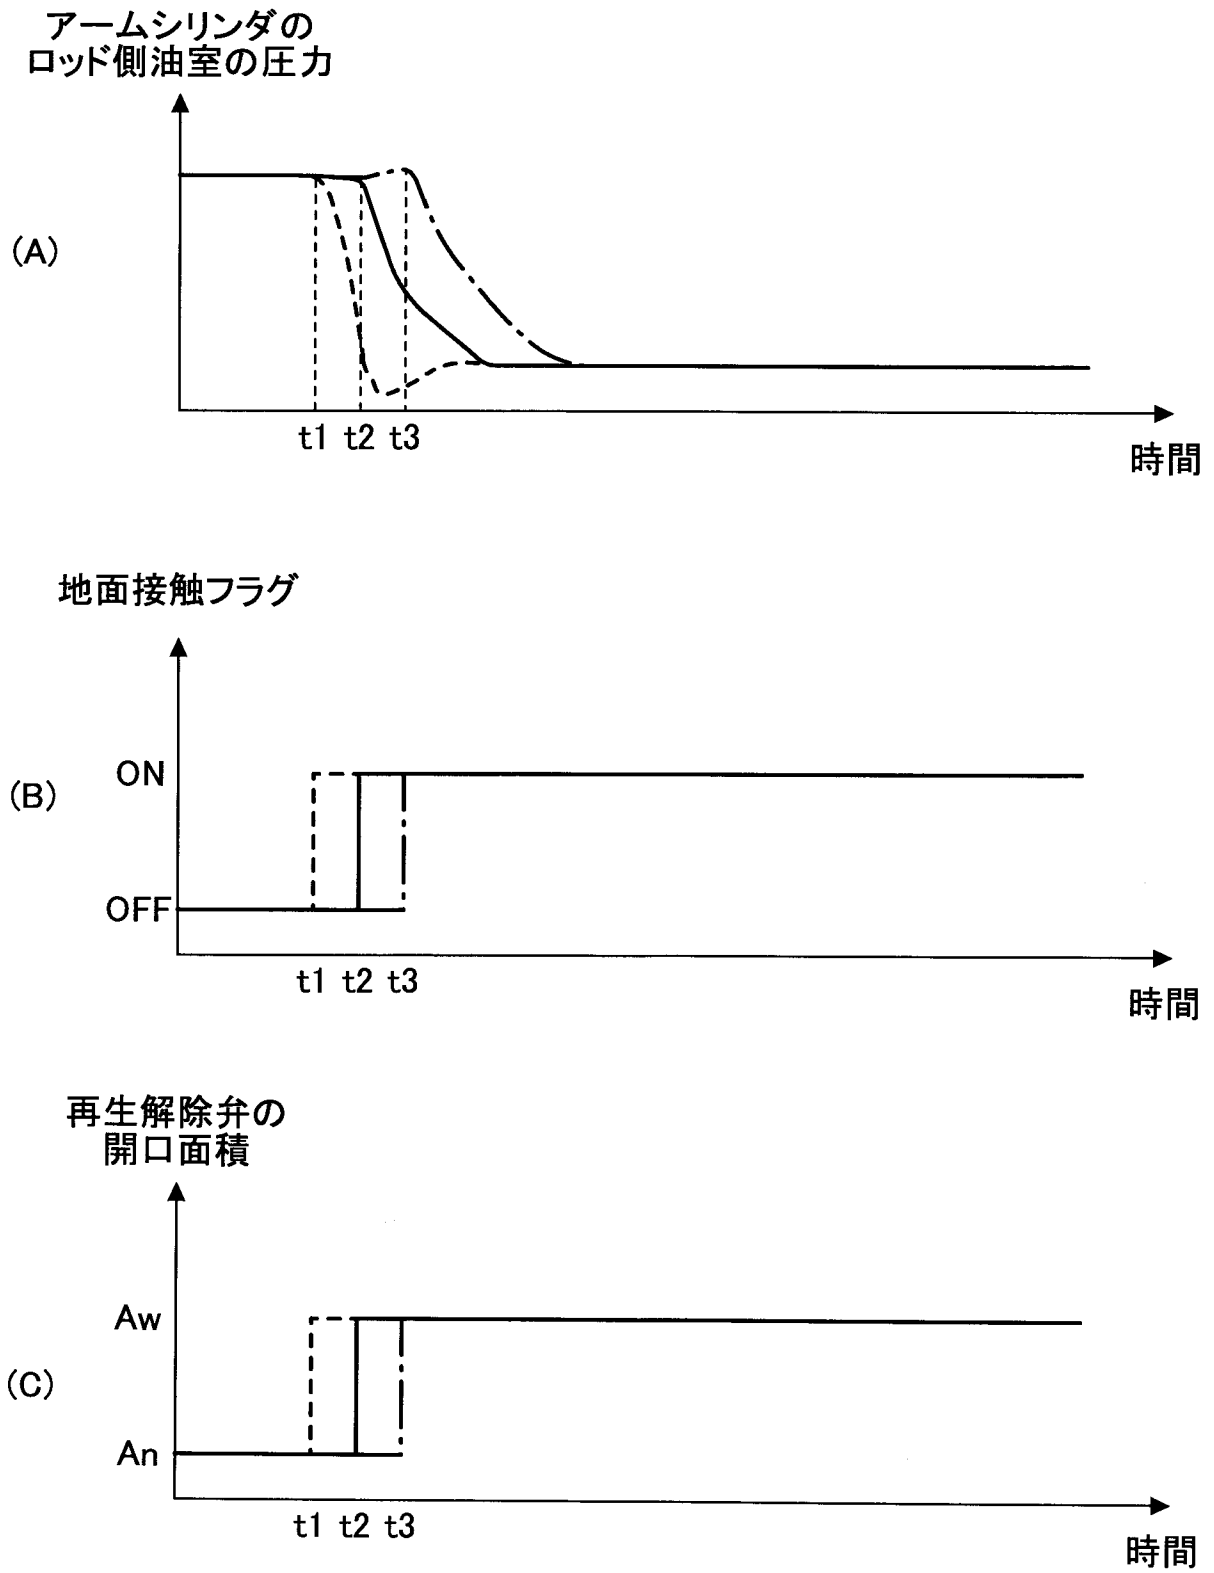 アームシリンダの
ロッド側油室の圧力
(A)
t1 t2 t3
時間
地面接触フラグ
ON
(B)
OFF
t1 t2 t3
時間
再生解除弁の
開口面積
Aw
(C)
An
t1 t2 t3
時間